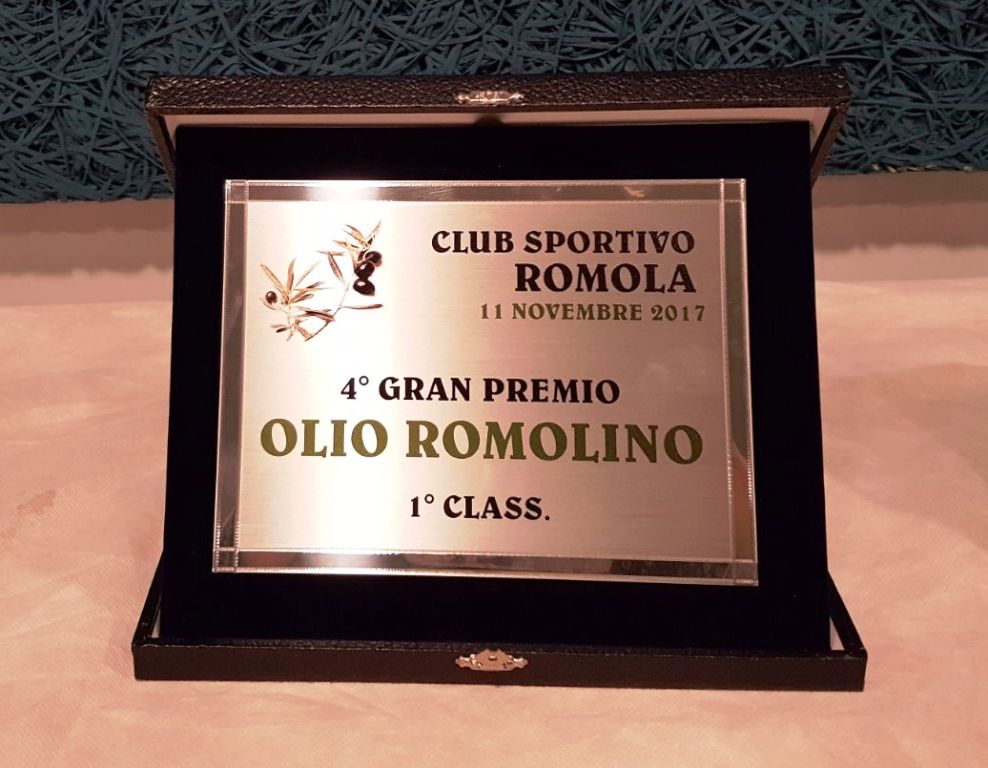 CLUB SPORTIVO
ROMOLA
11 NOVEMBRE 2017
4° GRAN PREMIO
OLIO ROMOLINO
1° CLASS.